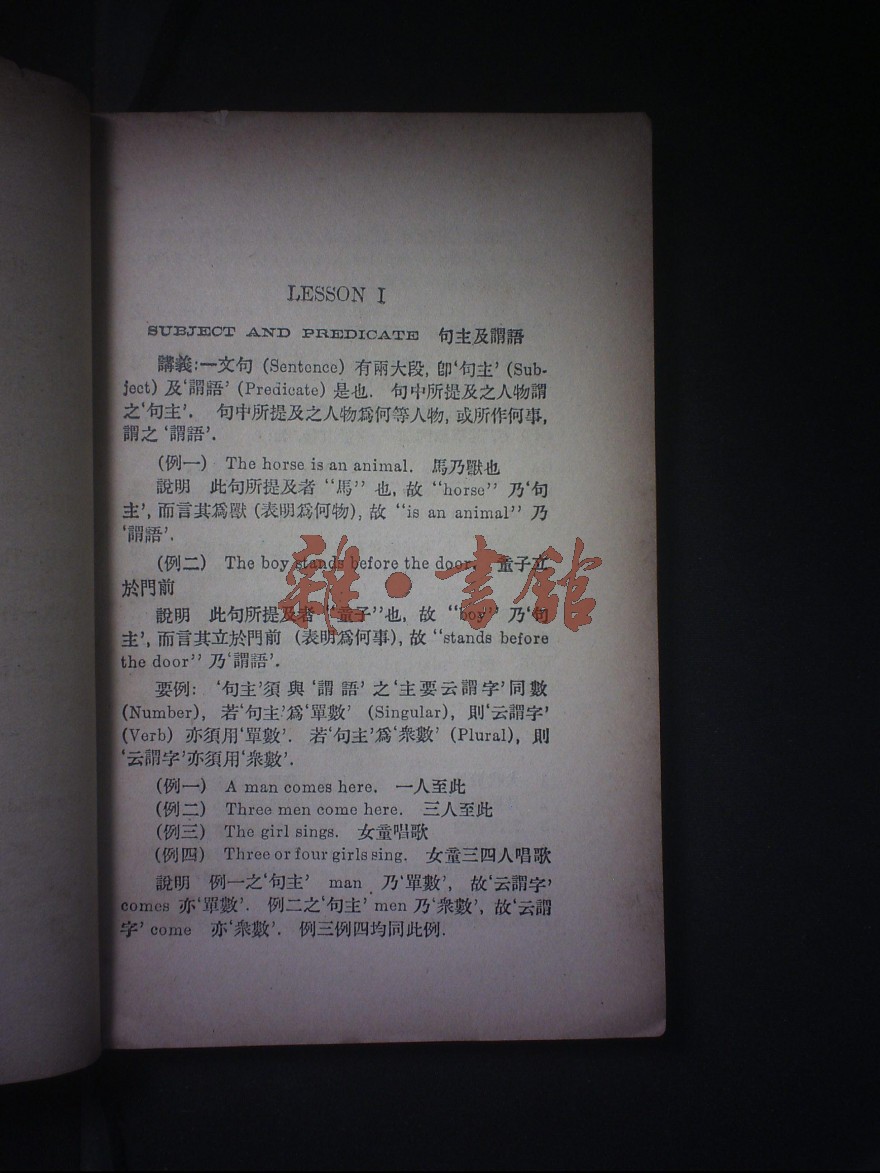 LESSON I
SUBJECT AND PREDICATE 句主及謂語
講義:一文句 (Sentence) 有兩大段, 卽‘句主’ (Sub-
ject) 及‘謂語’ (Predicate) 是也. 句中所提及之人物謂
之‘句主’. 句中所提及之人物爲何等人物, 或所作何事,
謂之 ‘謂語’.
(例一) The horse is an animal. 馬乃獸也
說明 此句所提及者 “馬” 也, 故 “horse” 乃‘句
主’, 而言其爲獸 (表明爲何物), 故 “is an animal” 乃
‘謂語’.
(例二) The boy stands before the door. 童子立
於門前
說明 此句所提及者 “童子”也, 故 “boy” 乃‘句
主’, 而言其立於門前 (表明爲何事), 故 “stands before
the door” 乃‘謂語’.
要例: ‘句主’須與‘謂語’之‘主要云謂字’同數
(Number), 若‘句主’爲‘單數’ (Singular), 則‘云謂字’
(Verb) 亦須用‘單數’. 若‘句主’爲‘衆數’ (Plural), 則
‘云謂字’亦須用‘衆數’.
(例一) A man comes here. 一人至此
(例二) Three men come here. 三人至此
(例三) The girl sings. 女童唱歌
(例四) Three or four girls sing. 女童三四人唱歌
說明 例一之‘句主’ man 乃‘單數’, 故‘云謂字’
comes 亦‘單數’. 例二之‘句主’ men 乃‘衆數’, 故‘云謂
字’ come 亦‘衆數’. 例三例四均同此例.
雜·書館